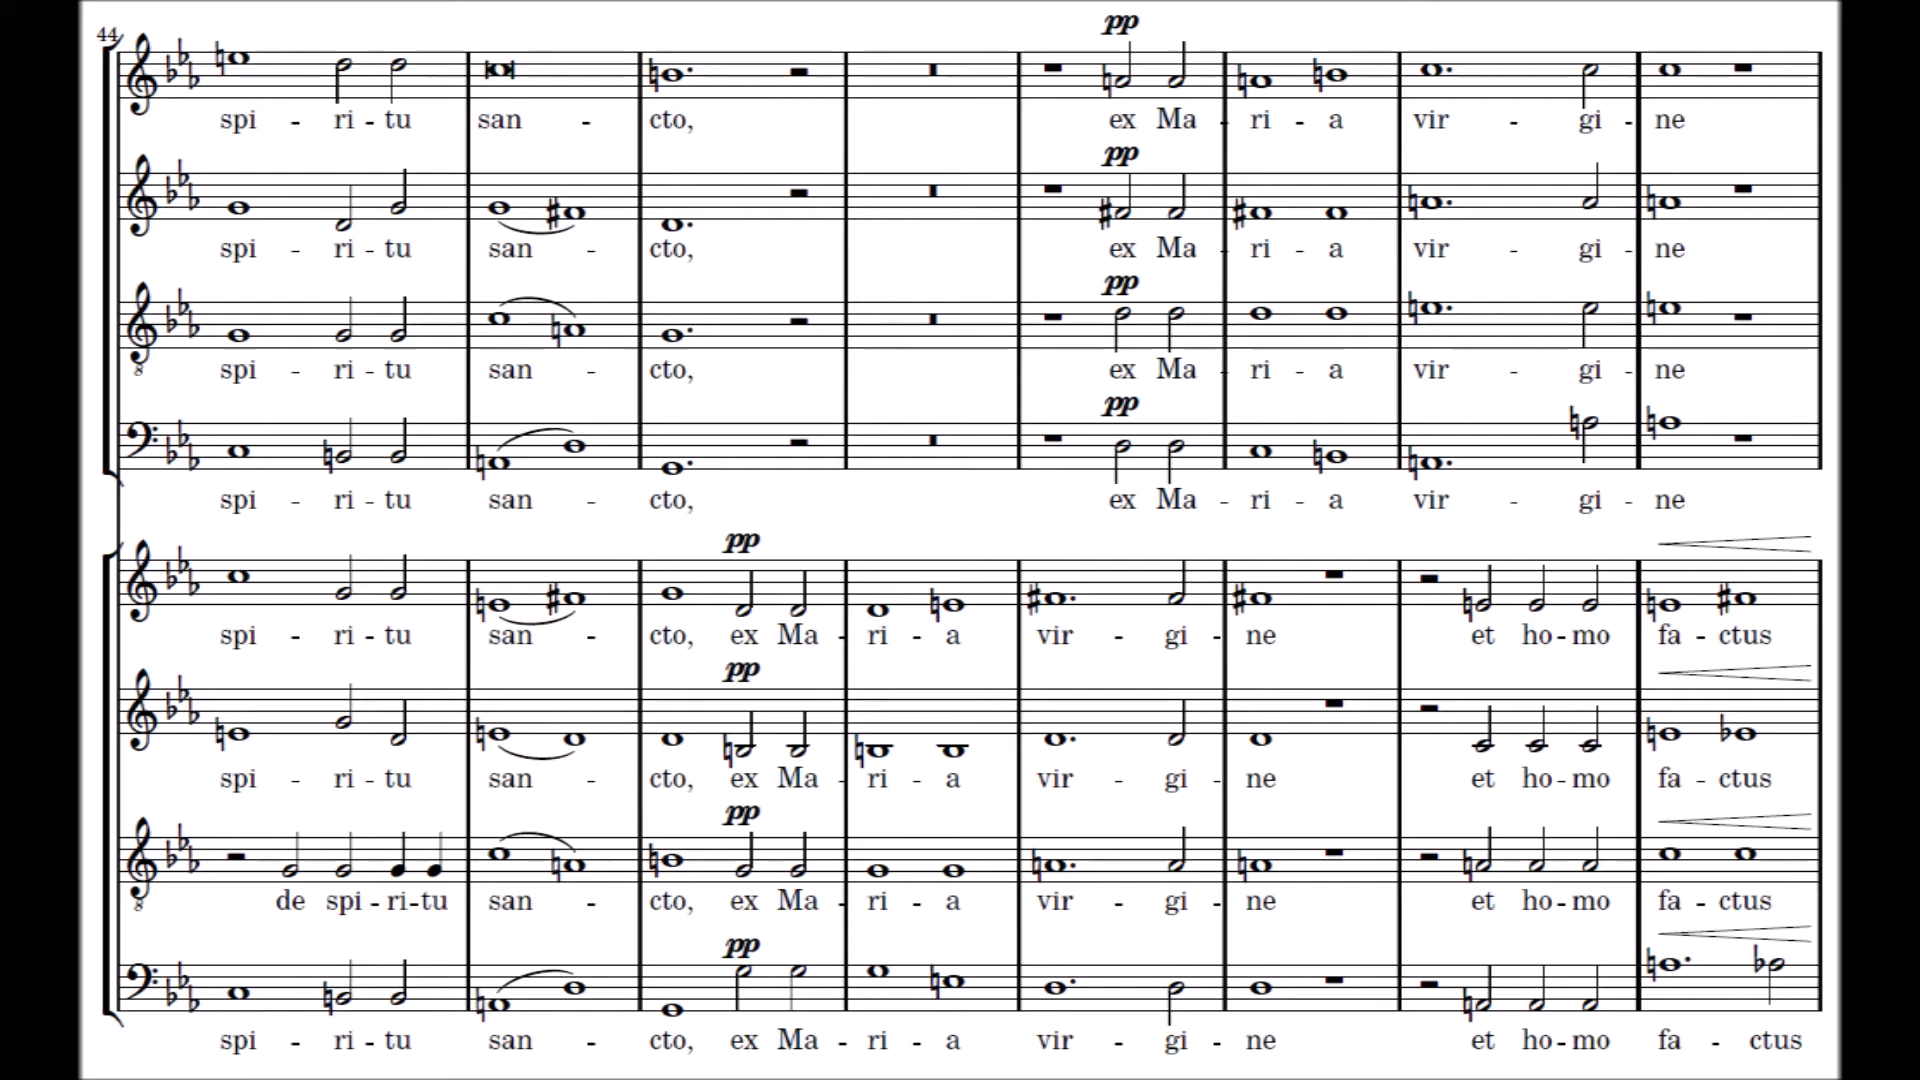 44
pp
spi - ri - tu san - cto, ex Ma - ri - a vir - gi - ne
pp
spi - ri - tu san - cto, ex Ma - ri - a vir - gi - ne
pp
spi - ri - tu san - cto, ex Ma - ri - a vir - gi - ne
pp
spi - ri - tu san - cto, ex Ma - ri - a vir - gi - ne
pp
spi - ri - tu san - cto, ex Ma - ri - a vir - gi - ne et ho - mo fa - ctus
pp
spi - ri - tu san - cto, ex Ma - ri - a vir - gi - ne et ho - mo fa - ctus
pp
8
de spi - ri - tu san - cto, ex Ma - ri - a vir - gi - ne et ho - mo fa - ctus
pp
spi - ri - tu san - cto, ex Ma - ri - a vir - gi - ne et ho - mo fa - ctus